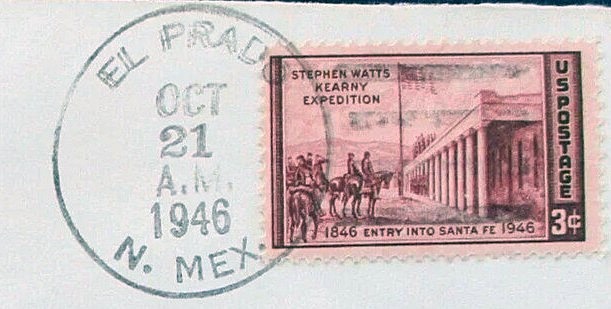 EL PRADO
OCT
21
A.M.
1946
N. MEX.
STEPHEN WATTS
KEARNY
EXPEDITION
US POSTAGE
3¢
1846 ENTRY INTO SANTA FE 1946